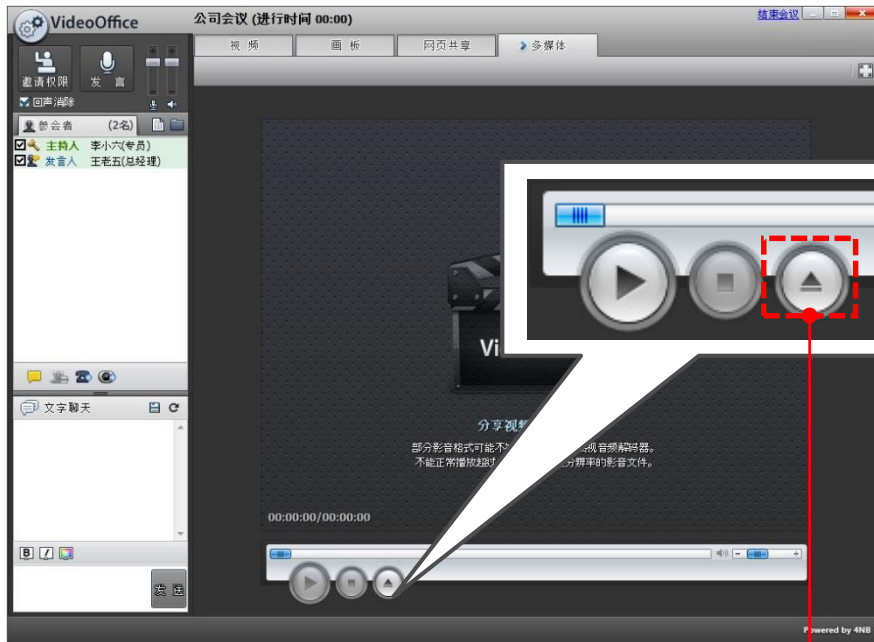 VideoOffice
公司会议 (进行时间 00:00)
结束会议
视 频
画 板
网页共享
多媒体
邀请权限
发 言
回声消除
参会者 (2名)
主持人 李小六(专员)
发言人 王老五(总经理)
Vi
分享视频
部分影音格式可能不
视音频解码器。
不能正常播放超过
分辨率的影音文件。
00:00:00/00:00:00
文字聊天
B I
发 送
Powered by 4NB